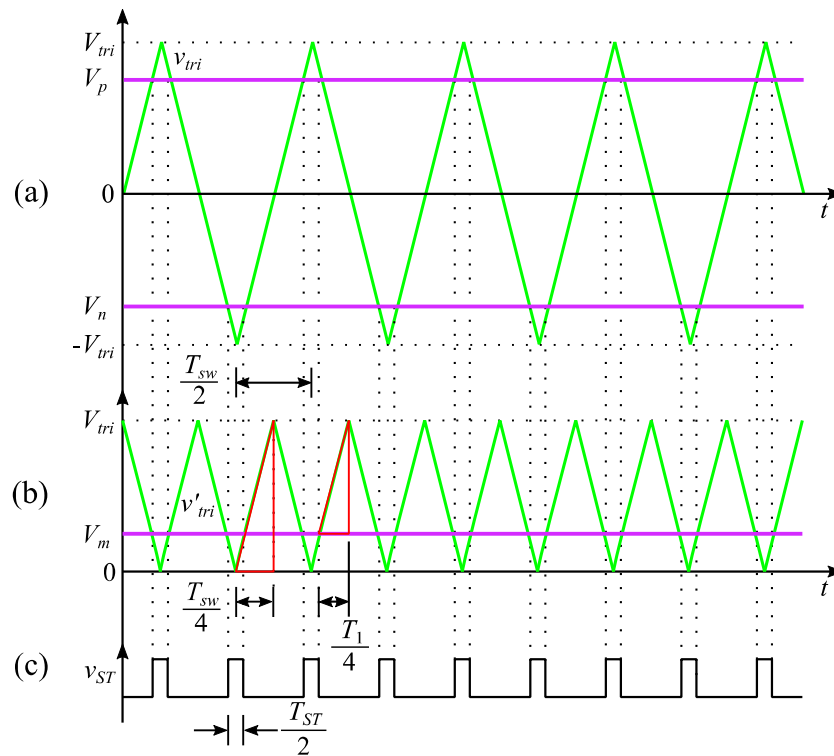 V_tri
v_tri
V_p
(a)
0
t
V_n
-V_tri
T_sw/2
V_tri
(b)
v'_tri
V_m
0
t
T_sw/4
T_1/4
(c)
v_ST
T_ST/2